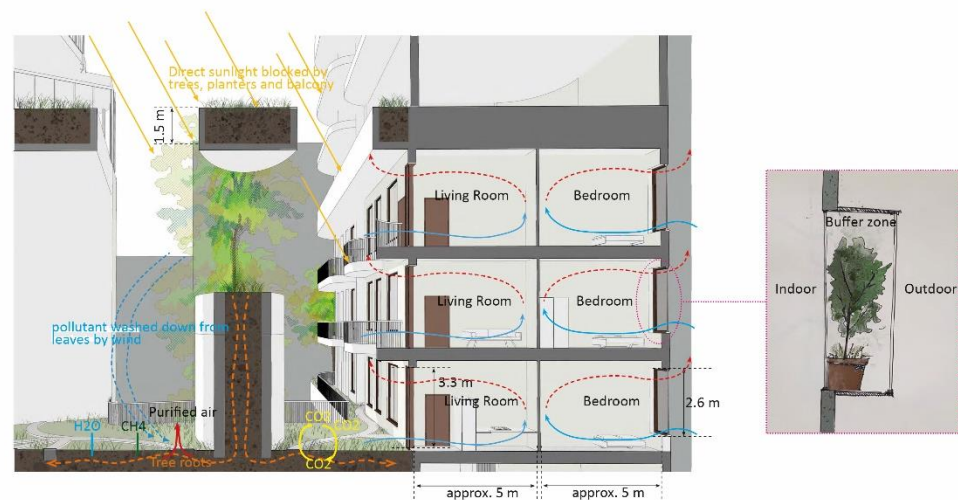 Direct sunlight blocked by
trees, planters and balcony
1.5 m
Living Room
Bedroom
Buffer zone
Indoor
Outdoor
Living Room
Bedroom
pollutant washed down from
leaves by wind
3.3 m
Living Room
Bedroom
2.6 m
Purified air
H2O
CH4
CO2
CO2
Tree roots
CO2
approx. 5 m
approx. 5 m